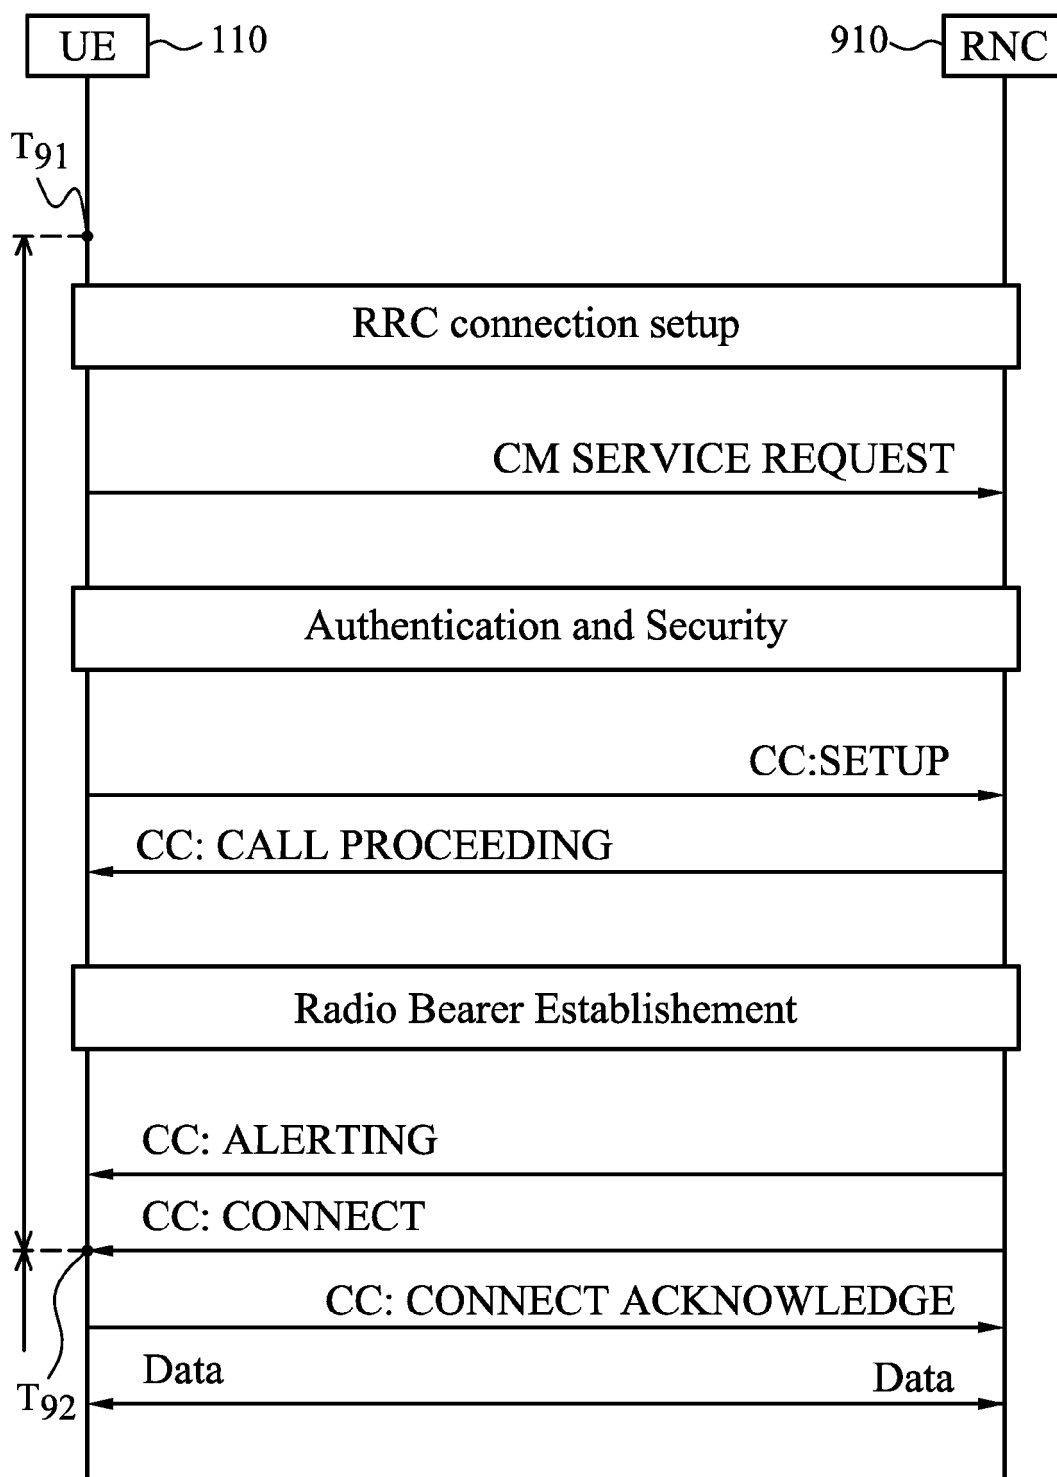 UE
110
910
RNC
T91
RRC connection setup
CM SERVICE REQUEST
Authentication and Security
CC:SETUP
CC: CALL PROCEEDING
Radio Bearer Establishement
CC: ALERTING
CC: CONNECT
CC: CONNECT ACKNOWLEDGE
Data
Data
T92